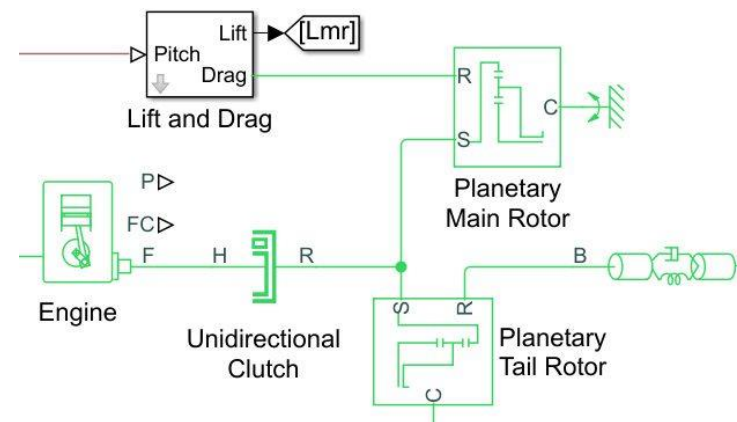 Lift
[Lmr]
Pitch
Drag
Lift and Drag
R
C
S
Planetary
Main Rotor
P
FC
F
H
R
B
Engine
Unidirectional
Clutch
S
R
Planetary
Tail Rotor
C